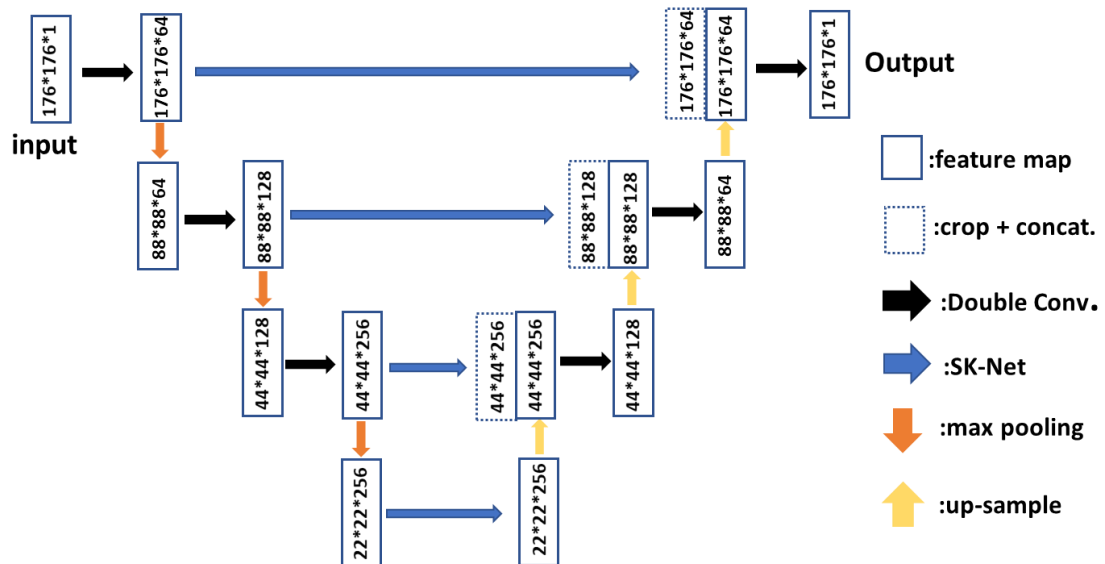 176*176*1
176*176*64
176*176*64
176*176*64
176*176*1
Output
input
88*88*64
88*88*128
88*88*128
88*88*128
88*88*64
44*44*128
44*44*256
44*44*256
44*44*256
44*44*128
22*22*256
22*22*256
:feature map
:crop + concat.
:Double Conv.
:SK-Net
:max pooling
:up-sample